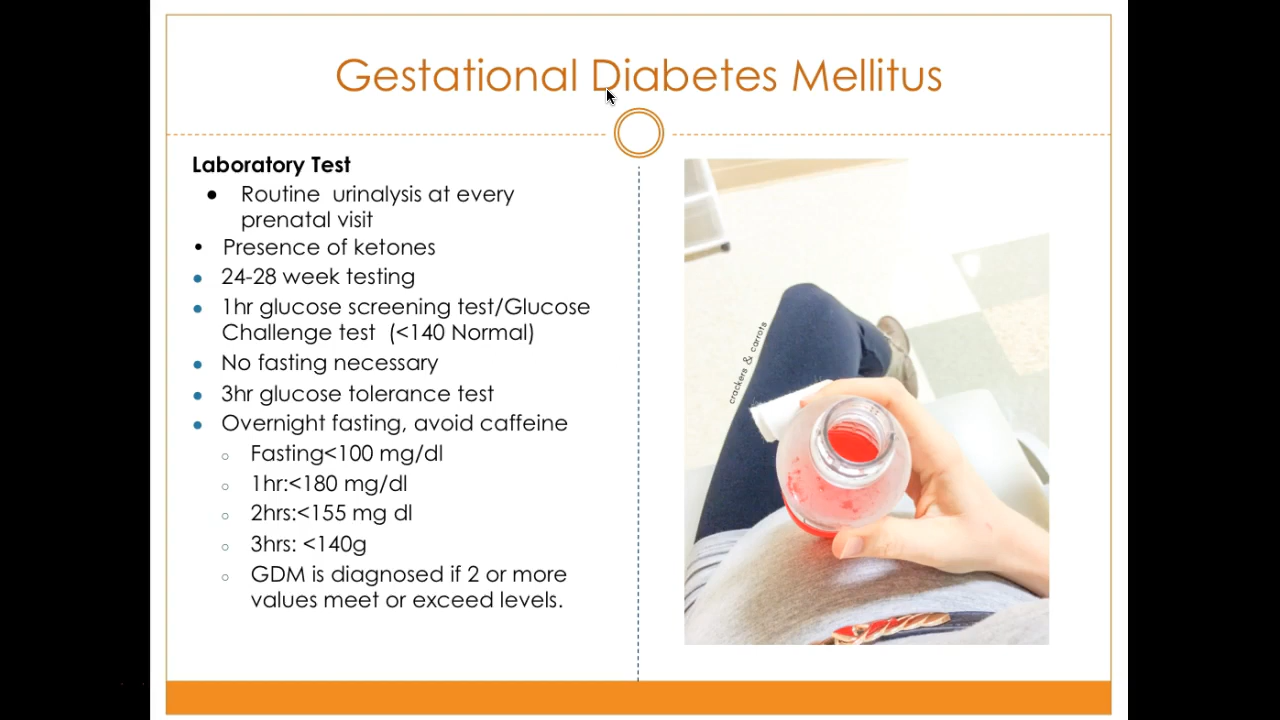 Gestational Diabetes Mellitus
Laboratory Test
● Routine urinalysis at every
prenatal visit
• Presence of ketones
● 24-28 week testing
● 1hr glucose screening test/Glucose
Challenge test (<140 Normal)
● No fasting necessary
● 3hr glucose tolerance test
● Overnight fasting, avoid caffeine
○ Fasting<100 mg/dl
○ 1hr:<180 mg/dl
○ 2hrs:<155 mg dl
○ 3hrs: <140g
○ GDM is diagnosed if 2 or more
values meet or exceed levels.
crackers & carrots